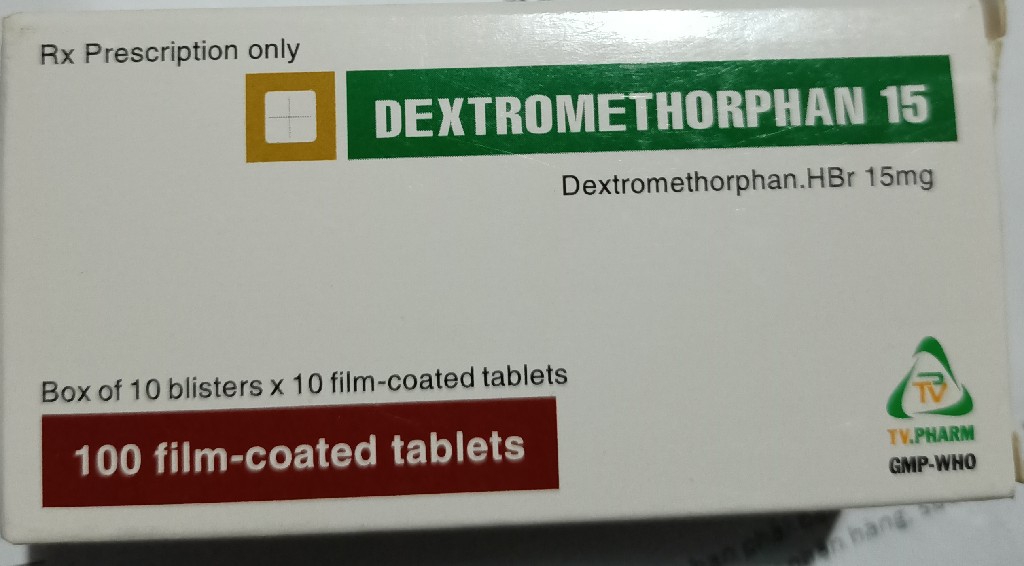 Rx Prescription only
DEXTROMETHORPHAN 15
Dextromethorphan.HBr 15mg
Box of 10 blisters x 10 film-coated tablets
100 film-coated tablets
TV
TV.PHARM
GMP-WHO
hàng